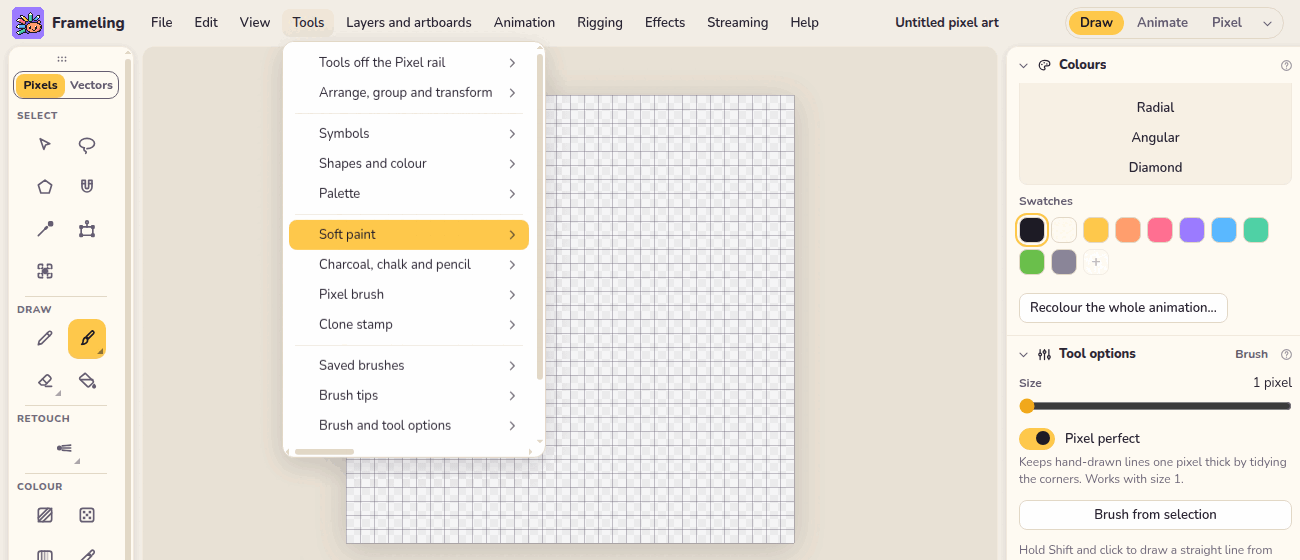 Frameling
File Edit View Tools Layers and artboards Animation Rigging Effects Streaming Help
Untitled pixel art
Draw Animate Pixel
Pixels Vectors
SELECT
DRAW
RETOUCH
COLOUR
Tools off the Pixel rail
Arrange, group and transform
Symbols
Shapes and colour
Palette
Soft paint
Charcoal, chalk and pencil
Pixel brush
Clone stamp
Saved brushes
Brush tips
Brush and tool options
Colours
Radial
Angular
Diamond
Swatches
Recolour the whole animation...
Tool options Brush
Size 1 pixel
Pixel perfect
Keeps hand-drawn lines one pixel thick by tidying
the corners. Works with size 1.
Brush from selection
Hold Shift and click to draw a straight line from